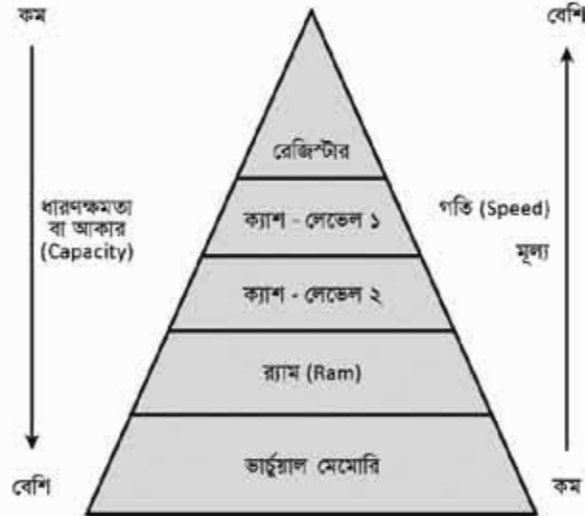 কম
বেশি
রেজিস্টার
ধারণক্ষমতা
বা আকার
(Capacity)
ক্যাশ - লেভেল ১
গতি (Speed)
মূল্য
ক্যাশ - লেভেল ২
র‍্যাম (Ram)
ভার্চুয়াল মেমোরি
বেশি
কম